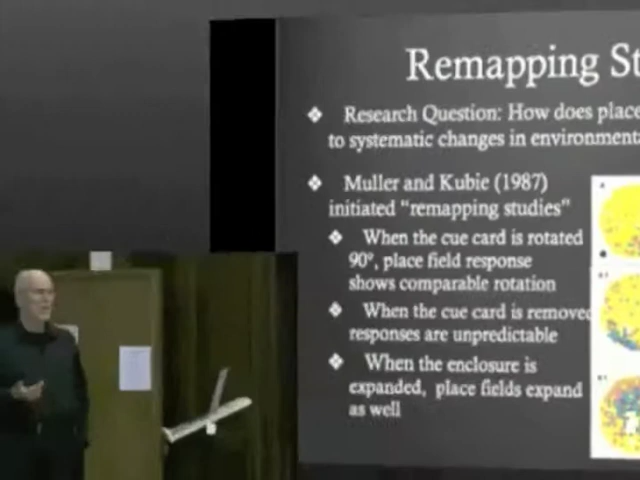 Remapping St
❖ Research Question: How does place
to systematic changes in environment
❖ Muller and Kubie (1987)
initiated "remapping studies"
❖ When the cue card is rotated
90°, place field response
shows comparable rotation
❖ When the cue card is removed
responses are unpredictable
❖ When the enclosure is
expanded, place fields expand
as well